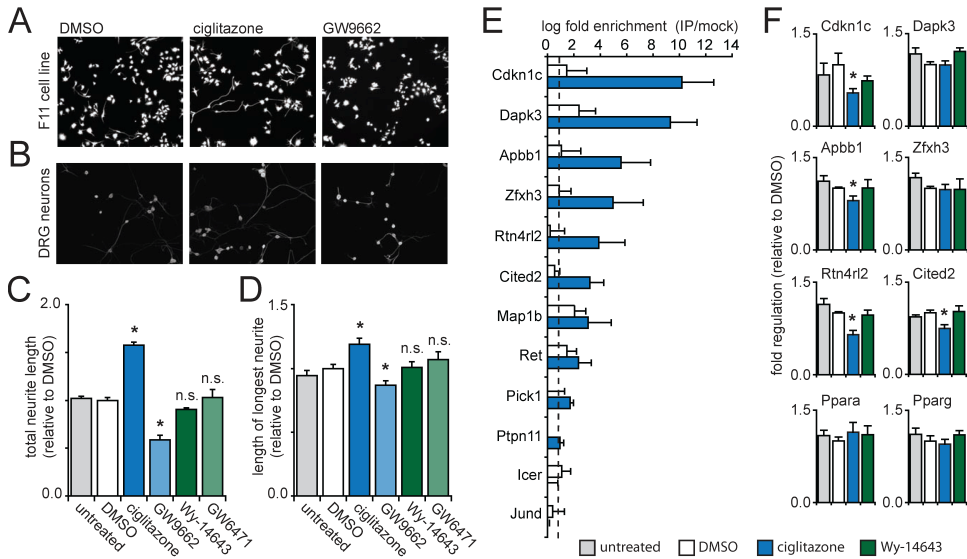 A
DMSO
ciglitazone
GW9662
F11 cell line
B
DRG neurons
C
total neurite length
(relative to DMSO)
2.0
0.0
*
*
n.s.
n.s.
untreated
DMSO
ciglitazone
GW9662
Wy-14643
GW6471
D
length of longest neurite
(relative to DMSO)
1.5
0.0
*
*
n.s.
n.s.
untreated
DMSO
ciglitazone
GW9662
Wy-14643
GW6471
E
log fold enrichment (IP/mock)
0 2 4 6 8 10 12 14
Cdkn1c
Dapk3
Apbb1
Zfxh3
Rtn4rl2
Cited2
Map1b
Ret
Pick1
Ptpn11
Icer
Jund
F
fold regulation (relative to DMSO)
Cdkn1c
1.5
0.0
*
Dapk3
Apbb1
1.5
0.0
*
Zfhx3
Rtn4rl2
1.5
0.0
*
Cited2
*
Ppara
1.5
0.0
Pparg
untreated
DMSO
ciglitazone
Wy-14643